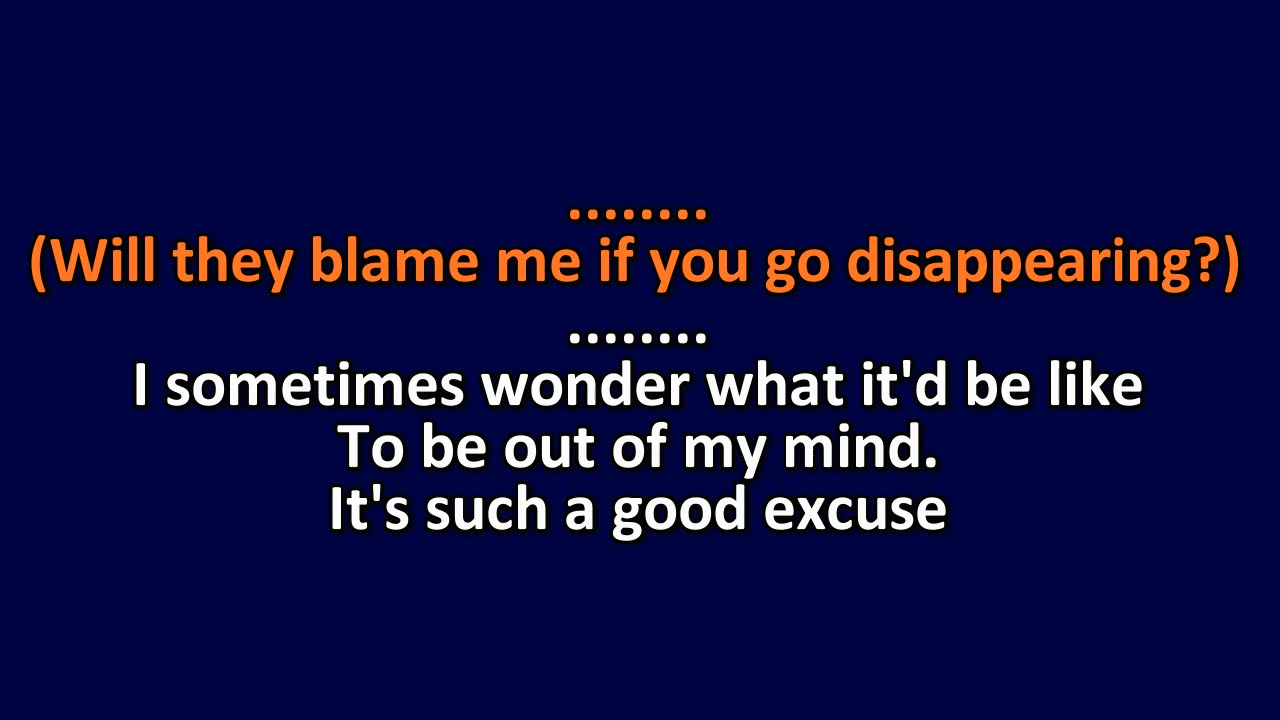 ........
(Will they blame me if you go disappearing?)
........
I sometimes wonder what it'd be like
To be out of my mind.
It's such a good excuse